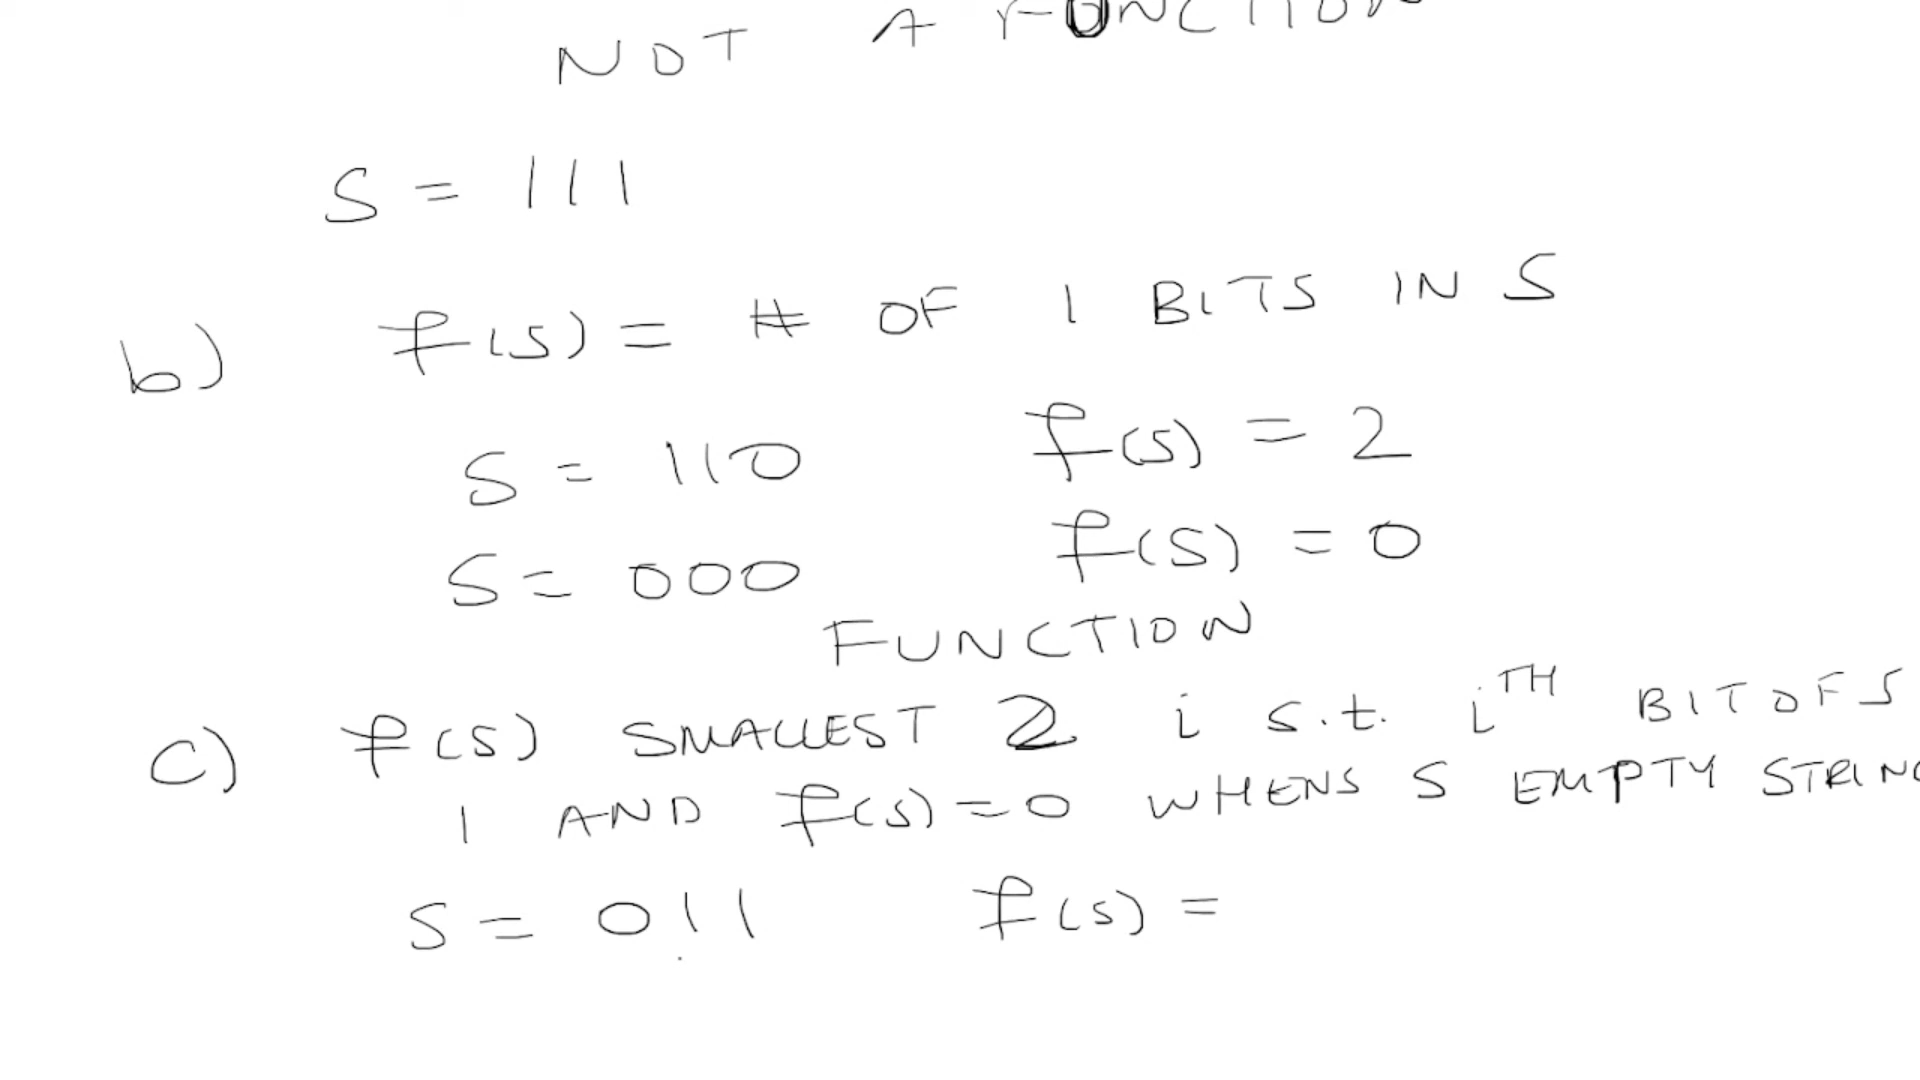 NOT A FUNCTION
S = 111
b) f(s) = # OF 1 BITS IN S
S = 110 f(s) = 2
S = 000 f(s) = 0
FUNCTION
c) f(s) SMALLEST Z i s.t. iTH BIT OF S
1 AND f(s) = 0 WHENS S EMPTY STRING
S = 011 f(s) =